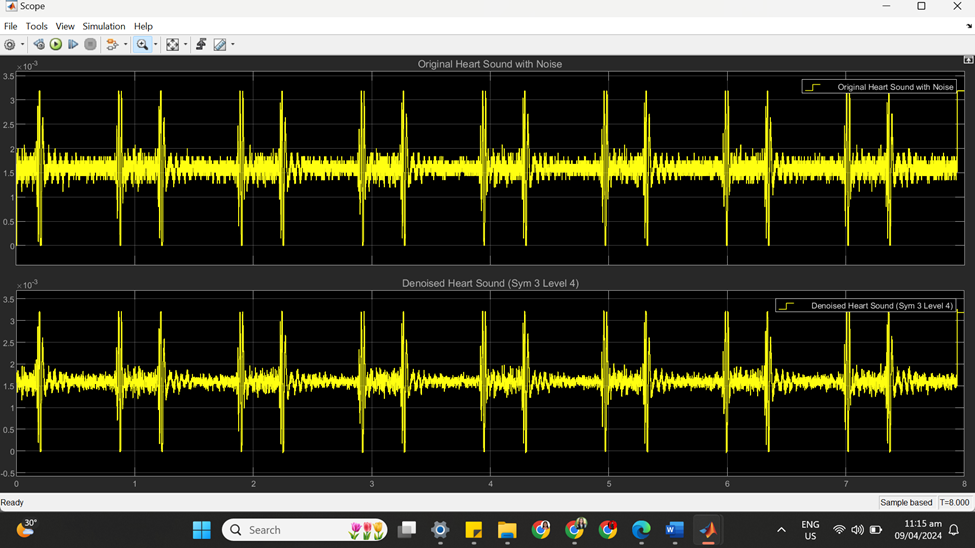 Scope
File Tools View Simulation Help
×10⁻³
Original Heart Sound with Noise
3.5
Original Heart Sound with Noise
3
2.5
2
1.5
1
0.5
0
×10⁻³
Denoised Heart Sound (Sym 3 Level 4)
3.5
Denoised Heart Sound (Sym 3 Level 4)
3
2.5
2
1.5
1
0.5
0
-0.5
0 1 2 3 4 5 6 7 8
Ready Sample based T=8.000
30°
Search
ENG
US
11:15 am
09/04/2024